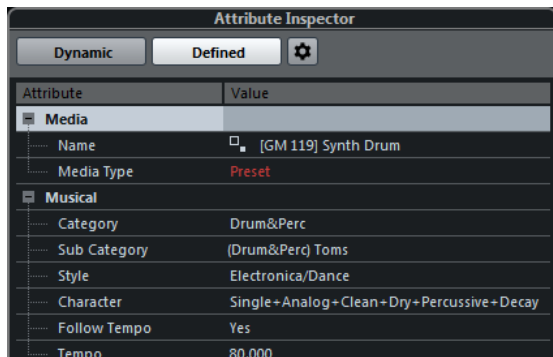 Attribute Inspector
Dynamic Defined
Attribute Value
Media
Name [GM 119] Synth Drum
Media Type Preset
Musical
Category Drum&Perc
Sub Category (Drum&Perc) Toms
Style Electronica/Dance
Character Single+Analog+Clean+Dry+Percussive+Decay
Follow Tempo Yes
Tempo 80.000